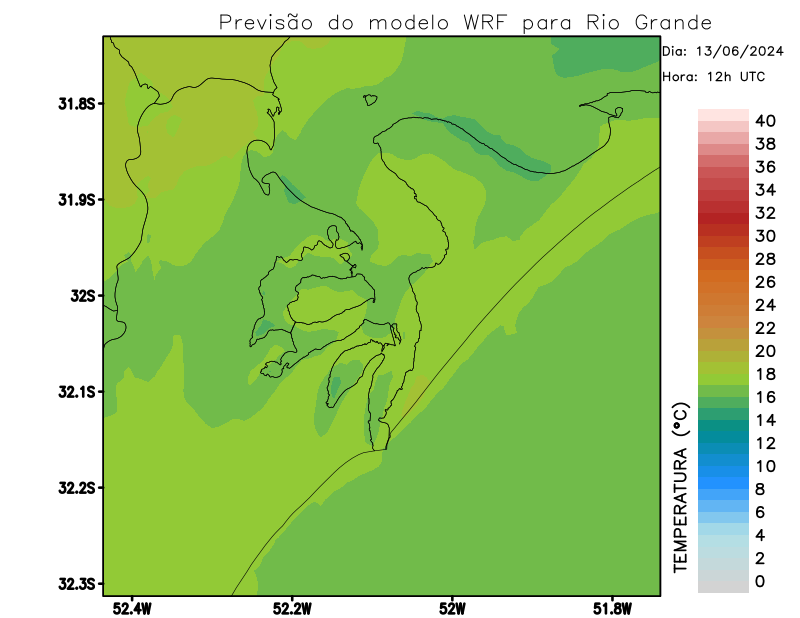 Previsão do modelo WRF para Rio Grande
Dia: 13/06/2024
Hora: 12h UTC
31.8S
31.9S
32S
32.1S
32.2S
32.3S
52.4W
52.2W
52W
51.8W
TEMPERATURA (°C)
40
38
36
34
32
30
28
26
24
22
20
18
16
14
12
10
8
6
4
2
0